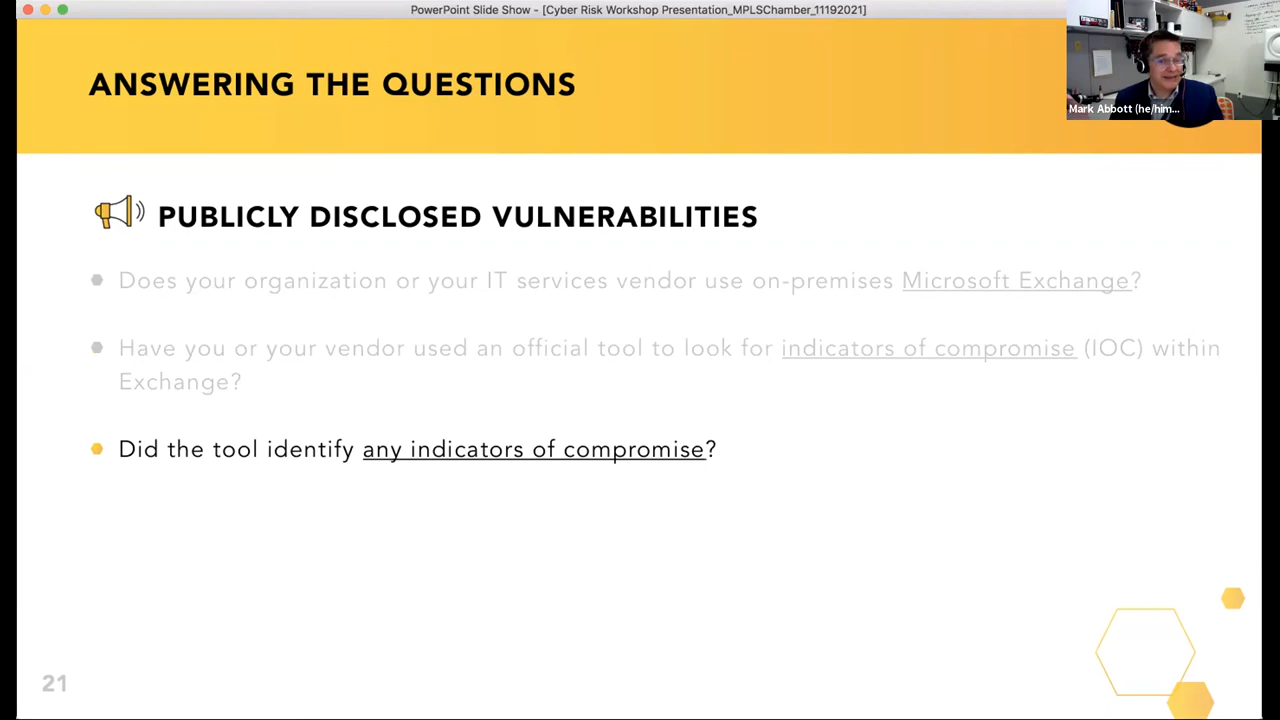 PowerPoint Slide Show - [Cyber Risk Workshop Presentation_MPLSChamber_11192021]
ANSWERING THE QUESTIONS
Mark Abbott (he/him...
PUBLICLY DISCLOSED VULNERABILITIES
Does your organization or your IT services vendor use on-premises Microsoft Exchange?
Have you or your vendor used an official tool to look for indicators of compromise (IOC) within
Exchange?
Did the tool identify any indicators of compromise?
21